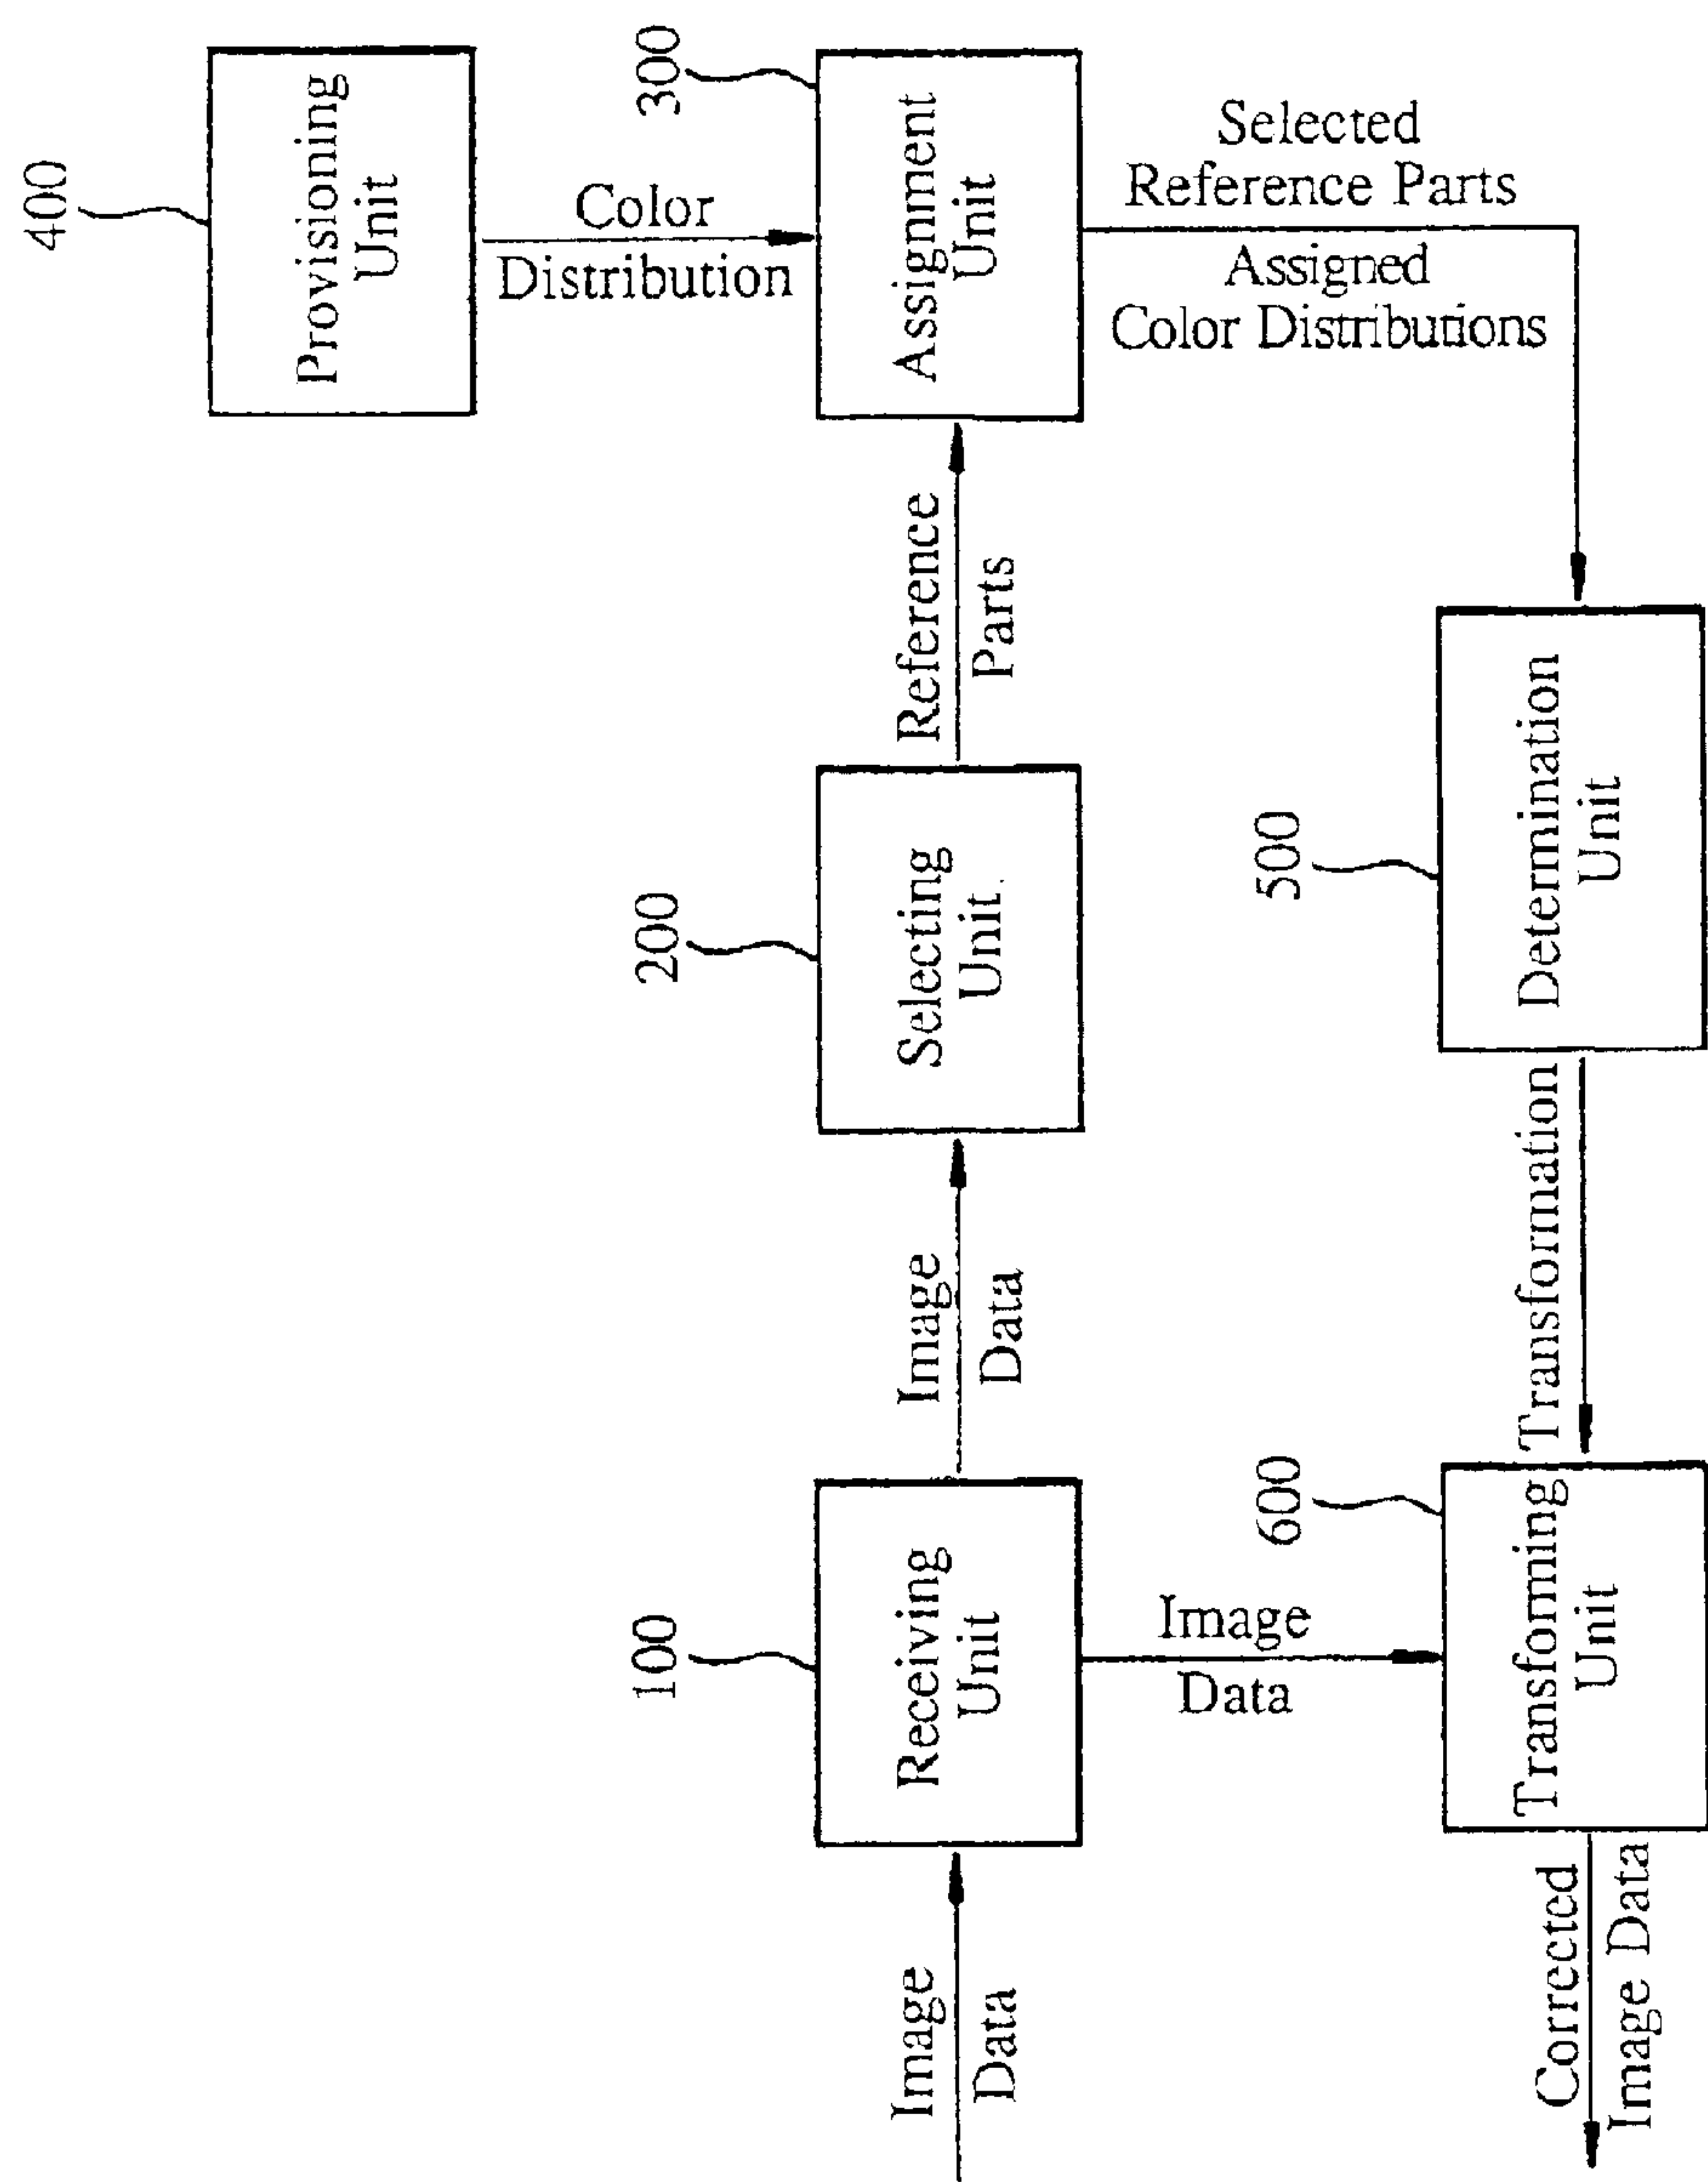 400
Provisioning
Unit
Color
Distribution
300
Assignment
Unit
Selected
Reference Parts
Assigned
Color Distributions
Reference
Parts
200
Selecting
Unit
Image
Data
100
Receiving
Unit
Image
Data
Image
Data
500
Determination
Unit
Transformation
600
Transfoming
Unit
Corrected
Image Data